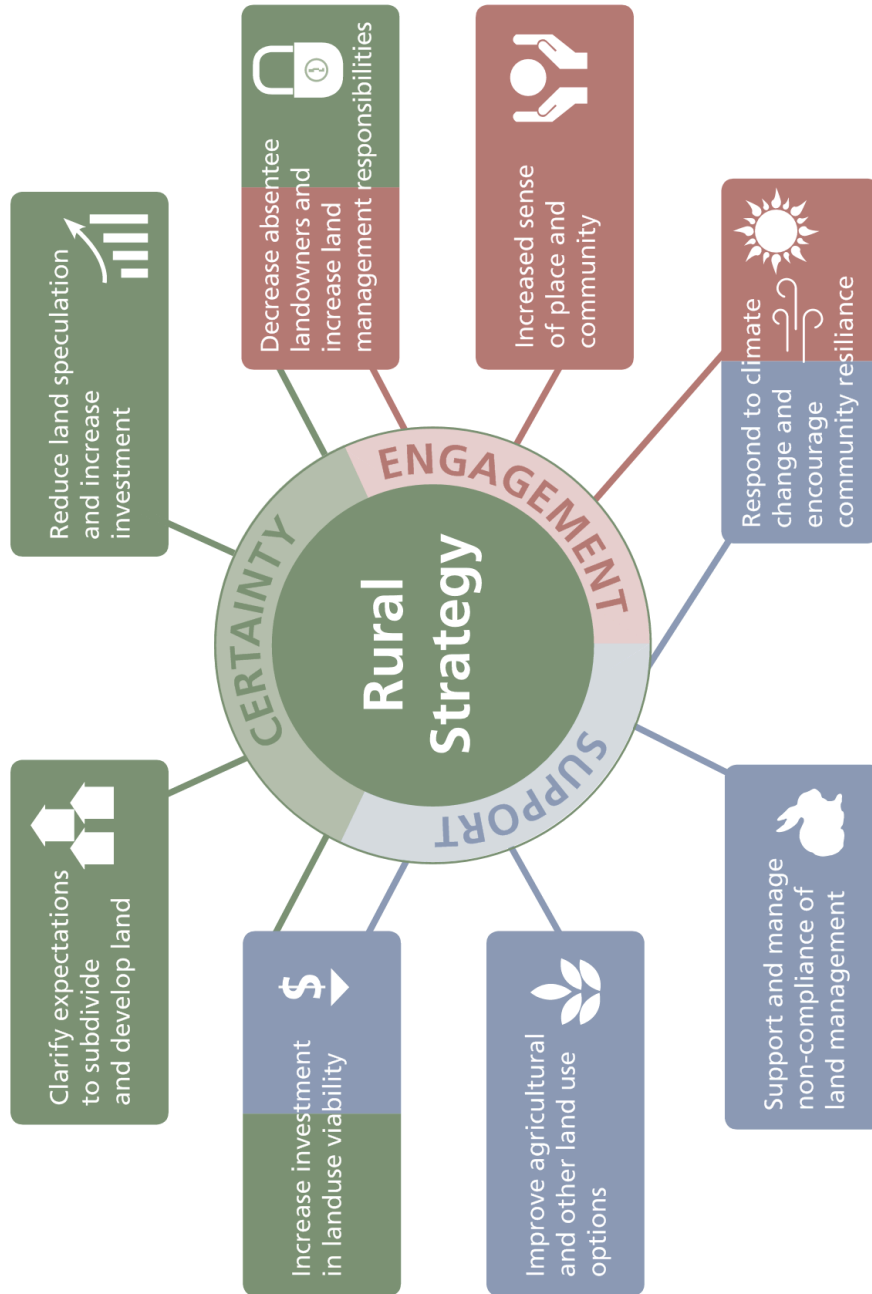 Clarify expectations
to subdivide
and develop land
Reduce land speculation
and increase
investment
Increase investment
in landuse viability
$
Decrease absentee
landowners and
increase land
management responsibilities
CERTAINTY
ENGAGEMENT
SUPPORT
Rural
Strategy
Improve agricultural
and other land use
options
Increased sense
of place and
community
Support and manage
non-compliance of
land management
Respond to climate
change and
encourage
community resiliance